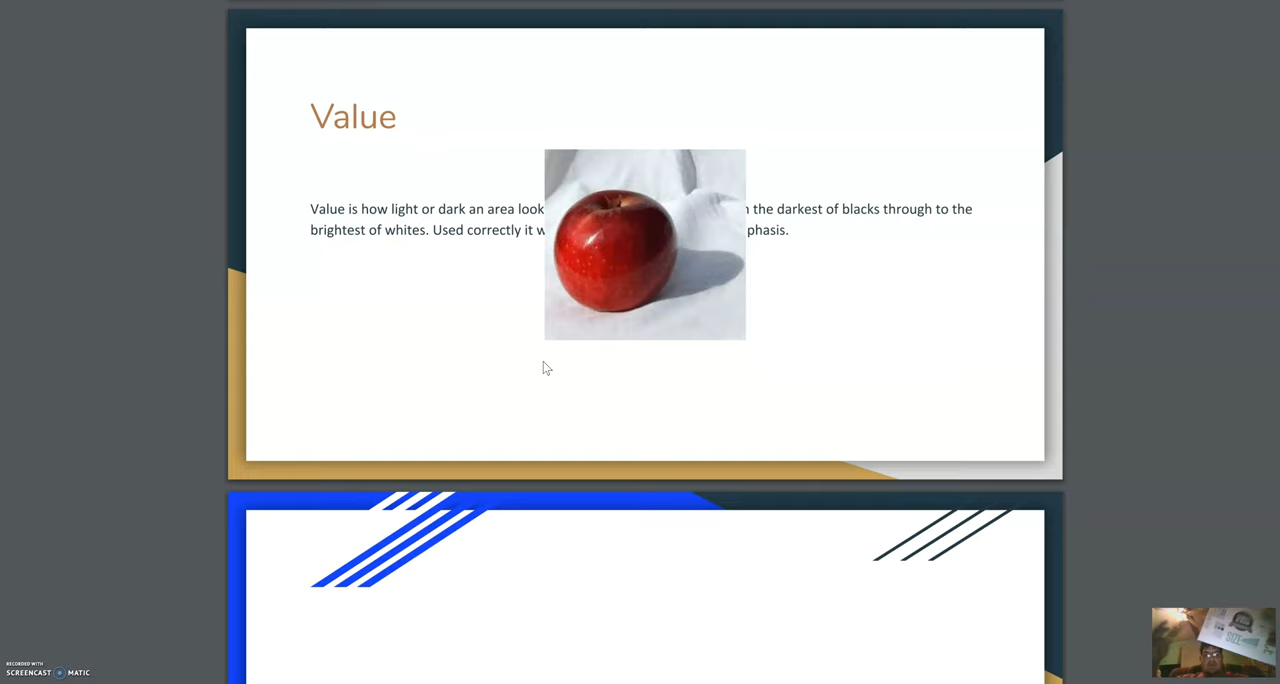 Value
Value is how light or dark an area look n the darkest of blacks through to the
brightest of whites. Used correctly it w phasis.
RECORDED WITH
SCREENCAST MATIC
SIZE